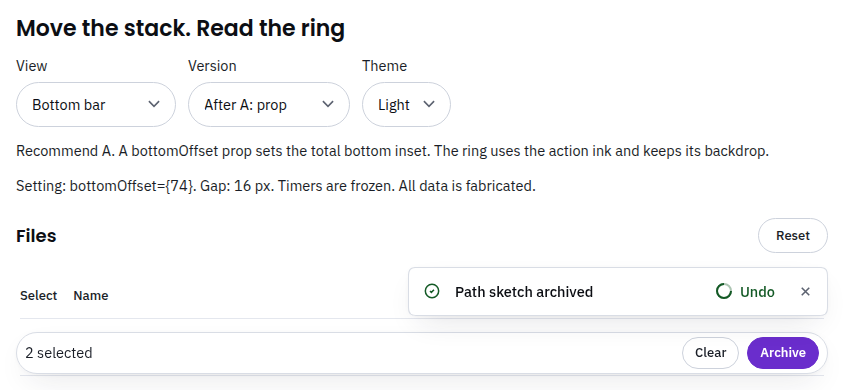 Move the stack. Read the ring
View Version Theme
Bottom bar After A: prop Light
Recommend A. A bottomOffset prop sets the total bottom inset. The ring uses the action ink and keeps its backdrop.
Setting: bottomOffset={74}. Gap: 16 px. Timers are frozen. All data is fabricated.
Files Reset
Select Name
Path sketch archived Undo
2 selected Clear Archive